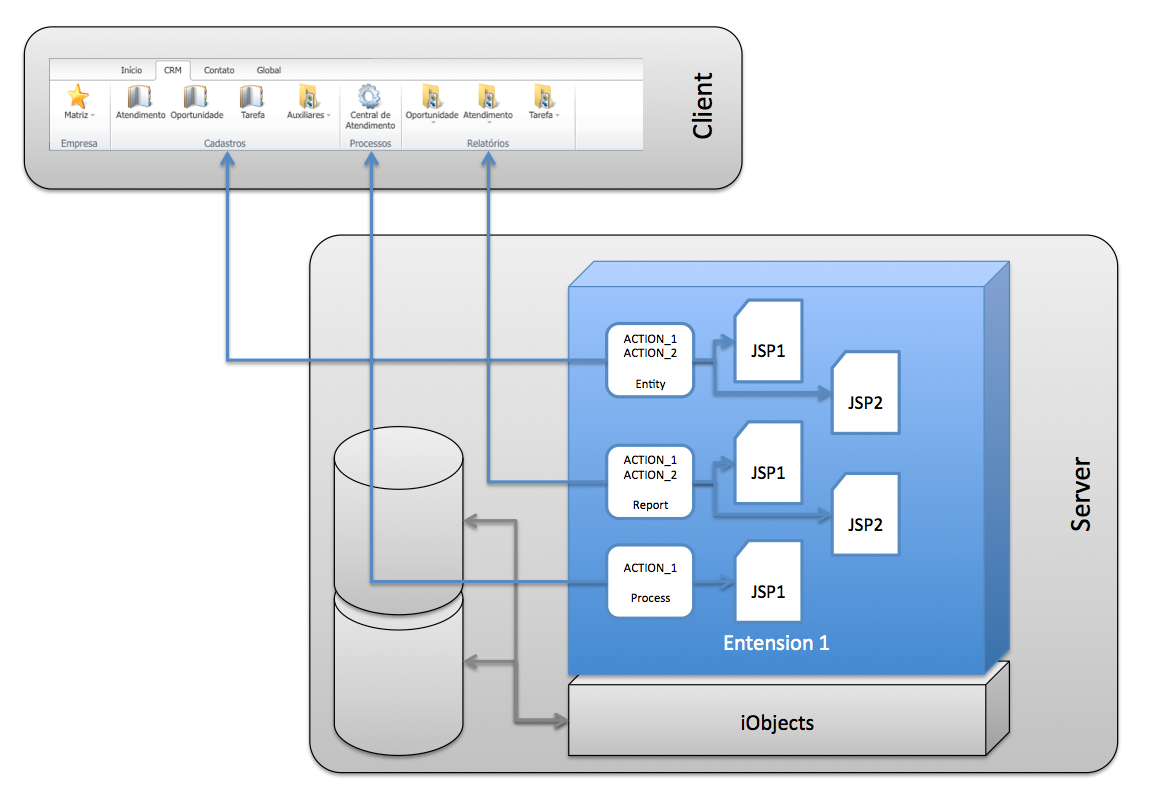 Início CRM Contato Global
Matriz Atendimento Oportunidade Tarefa Auxiliares Central de Atendimento Oportunidade Atendimento Tarefa
Empresa Cadastros Processos Relatórios
Client
ACTION_1
ACTION_2
Entity
JSP1
JSP2
ACTION_1
ACTION_2
Report
JSP1
JSP2
ACTION_1
Process
JSP1
Entension 1
iObjects
Server